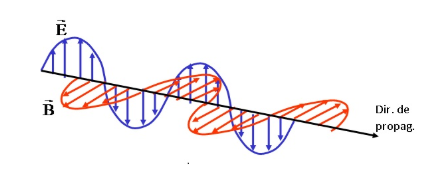 E⃗
B⃗
Dir. de
propag.